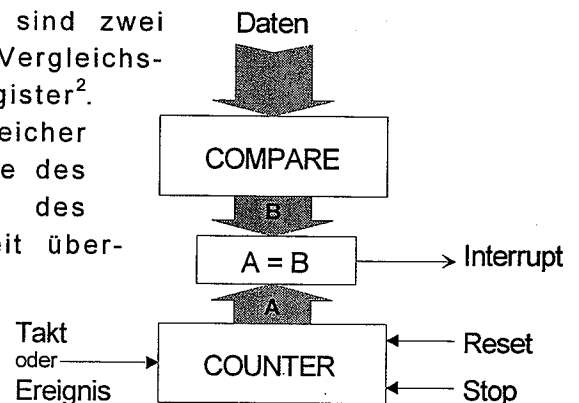 sind zwei
Vergleichs-
gister².
eicher
e des
des
eit über-
Daten
COMPARE
B
A = B
Interrupt
A
COUNTER
Takt
oder
Ereignis
Reset
Stop